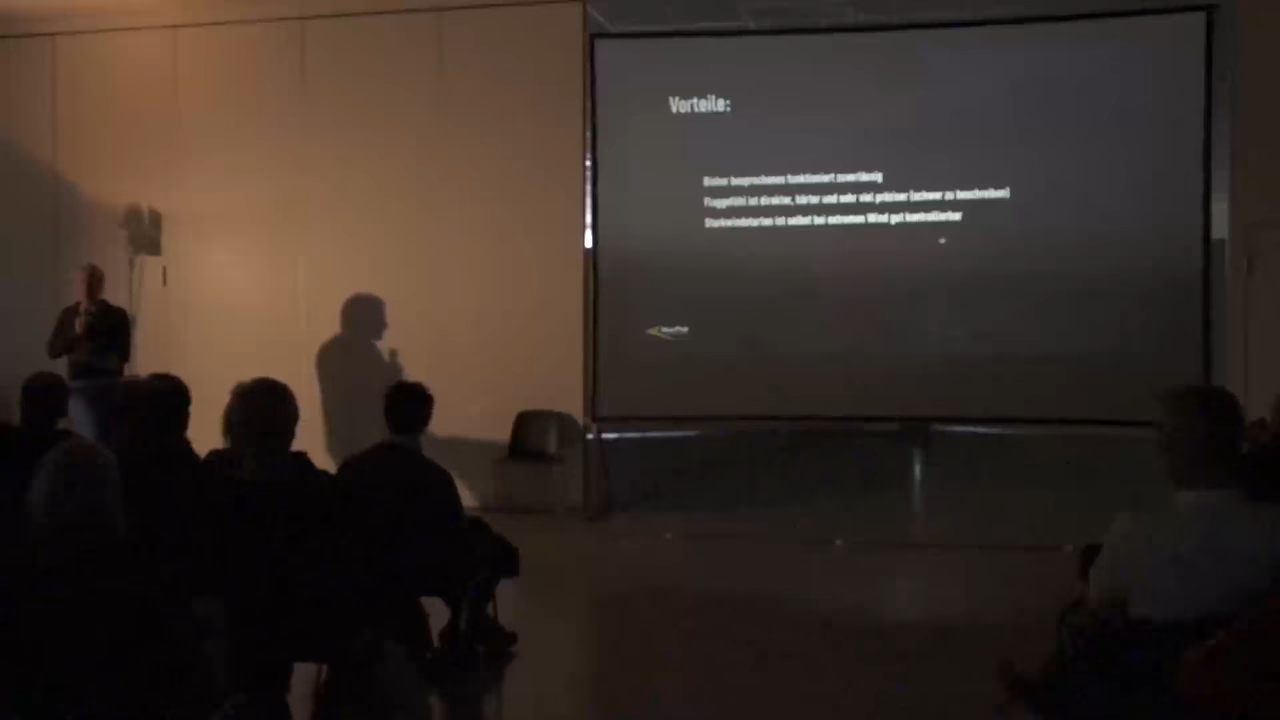 Vorteile:
Bisher besprochenes funktioniert zuverlässig
Fluggefühl ist direkter, härter und sehr viel präziser (schwer zu beschreiben)
Starkwindstarten ist selbst bei extremen Wind gut kontrollierbar